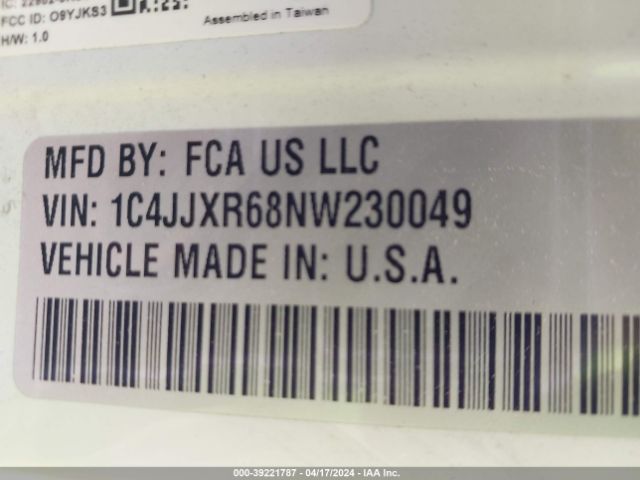 FCC ID: O9YJKS3
H/W: 1.0
Assembled in Taiwan
MFD BY: FCA US LLC
VIN: 1C4JJXR68NW230049
VEHICLE MADE IN: U.S.A.
000-39221787 - 04/17/2024 - IAAI Inc.